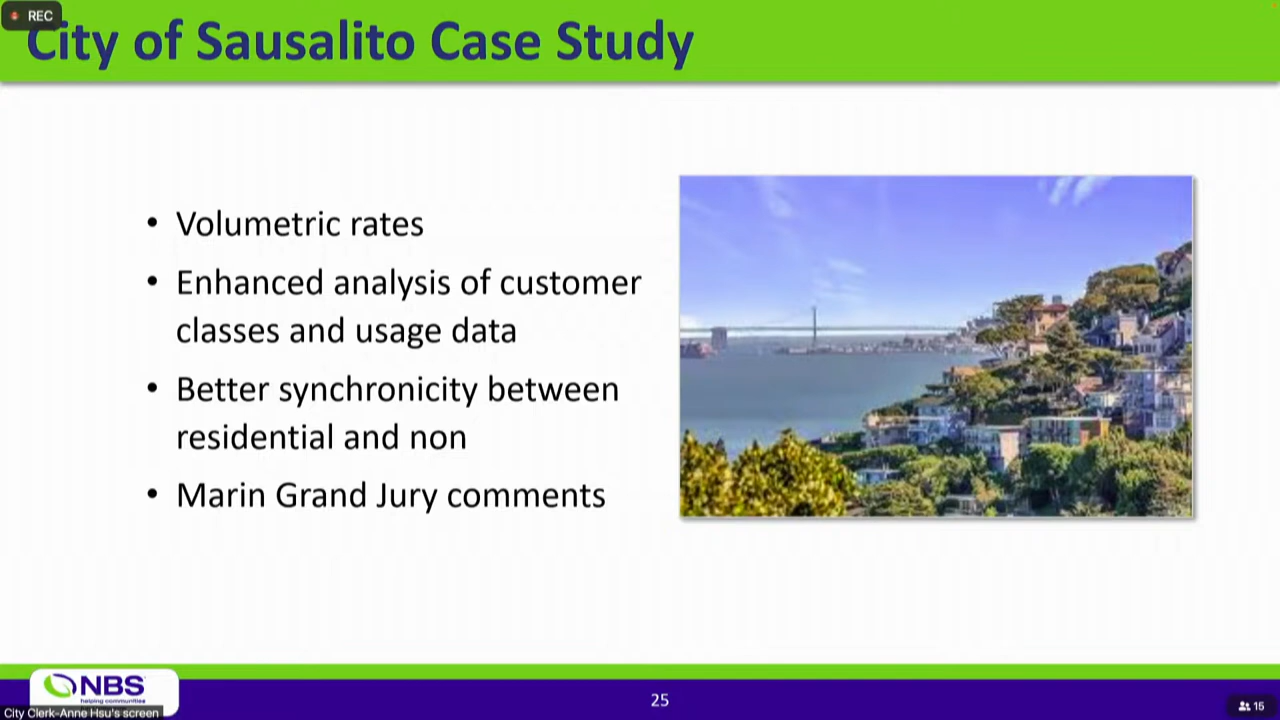 REC
City of Sausalito Case Study
• Volumetric rates
• Enhanced analysis of customer
classes and usage data
• Better synchronicity between
residential and non
• Marin Grand Jury comments
NBS
helping communities
25
City Clerk-Anne Hsu's screen
15